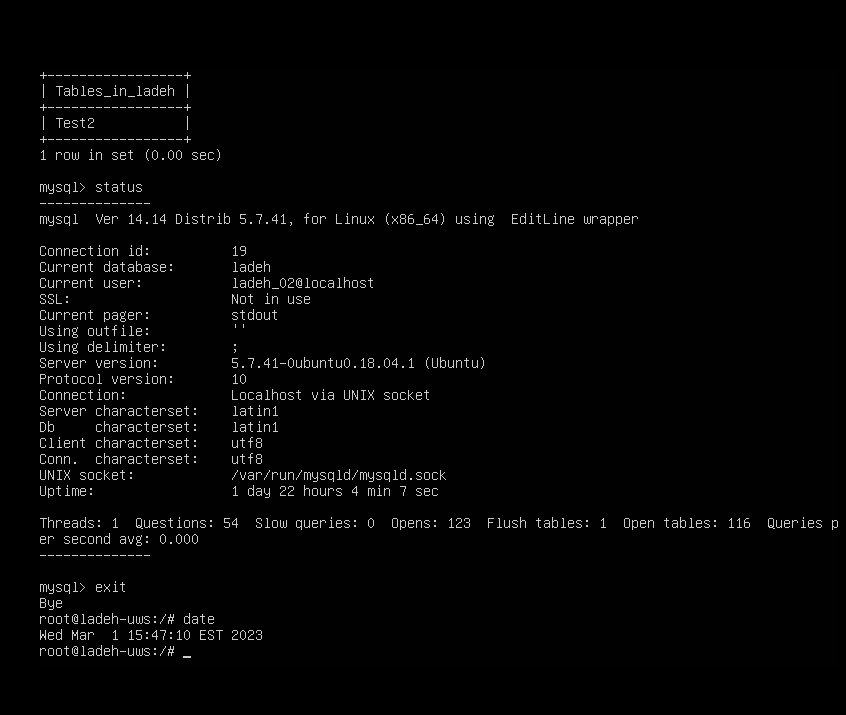 +-----------------+
| Tables_in_ladeh |
+-----------------+
| Test2           |
+-----------------+
1 row in set (0.00 sec)

mysql> status
--------------
mysql  Ver 14.14 Distrib 5.7.41, for Linux (x86_64) using  EditLine wrapper

Connection id:          19
Current database:       ladeh
Current user:           ladeh_02@localhost
SSL:                    Not in use
Current pager:          stdout
Using outfile:          ''
Using delimiter:        ;
Server version:         5.7.41-0ubuntu0.18.04.1 (Ubuntu)
Protocol version:       10
Connection:             Localhost via UNIX socket
Server characterset:    latin1
Db     characterset:    latin1
Client characterset:    utf8
Conn.  characterset:    utf8
UNIX socket:            /var/run/mysqld/mysqld.sock
Uptime:                 1 day 22 hours 4 min 7 sec

Threads: 1  Questions: 54  Slow queries: 0  Opens: 123  Flush tables: 1  Open tables: 116  Queries p
er second avg: 0.000
--------------

mysql> exit
Bye
root@ladeh-uws:/# date
Wed Mar  1 15:47:10 EST 2023
root@ladeh-uws:/# _